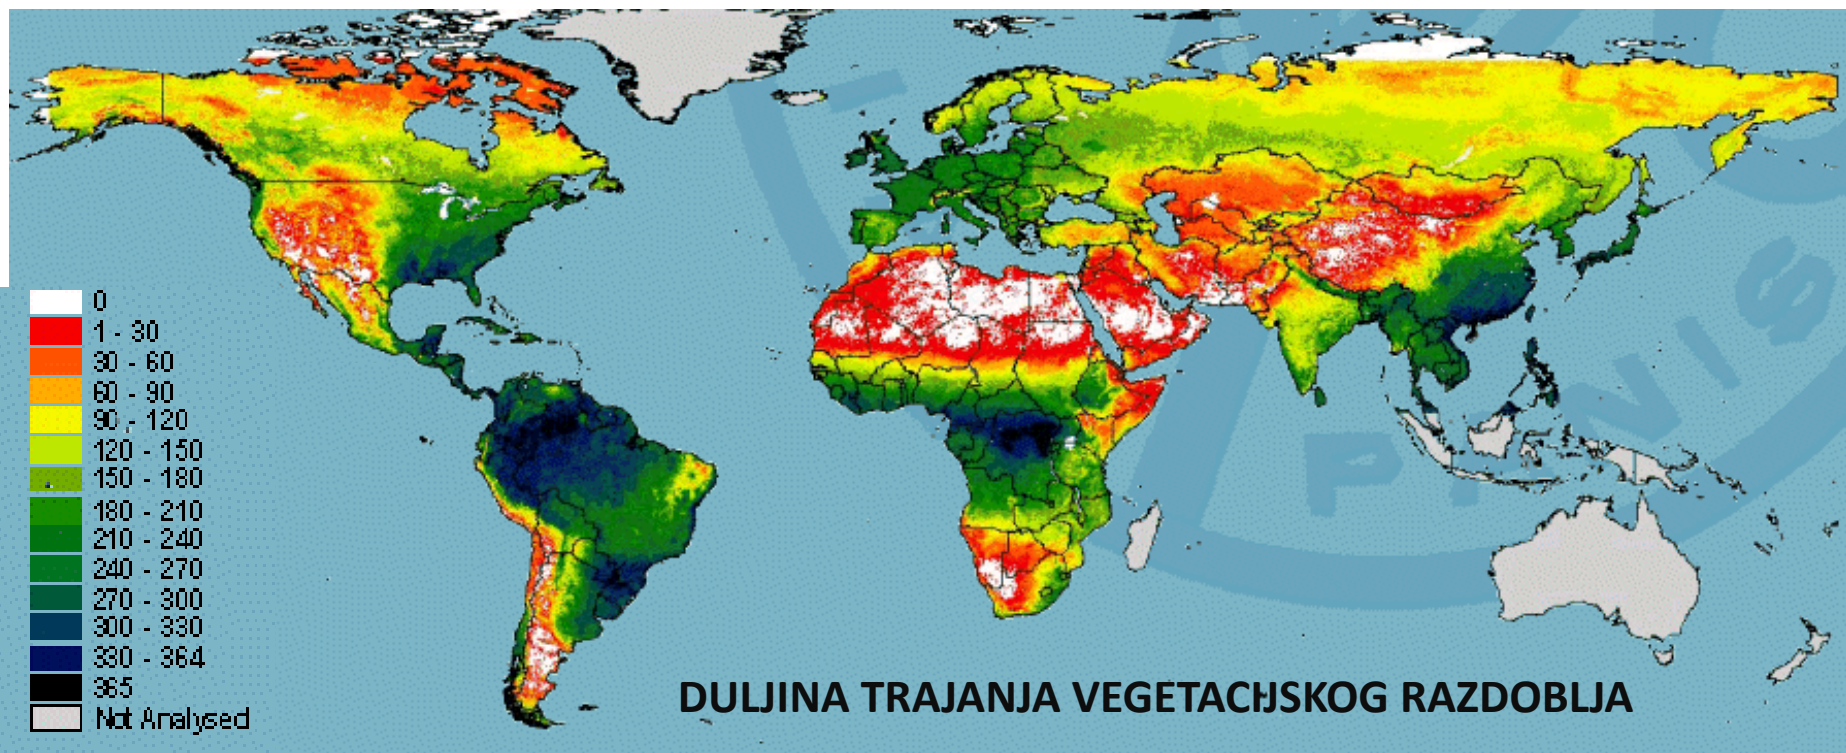 0
1 - 30
30 - 60
60 - 90
90 - 120
120 - 150
150 - 180
180 - 210
210 - 240
240 - 270
270 - 300
300 - 330
330 - 364
365
Not Analysed
DULJINA TRAJANJA VEGETACIJSKOG RAZDOBLJA